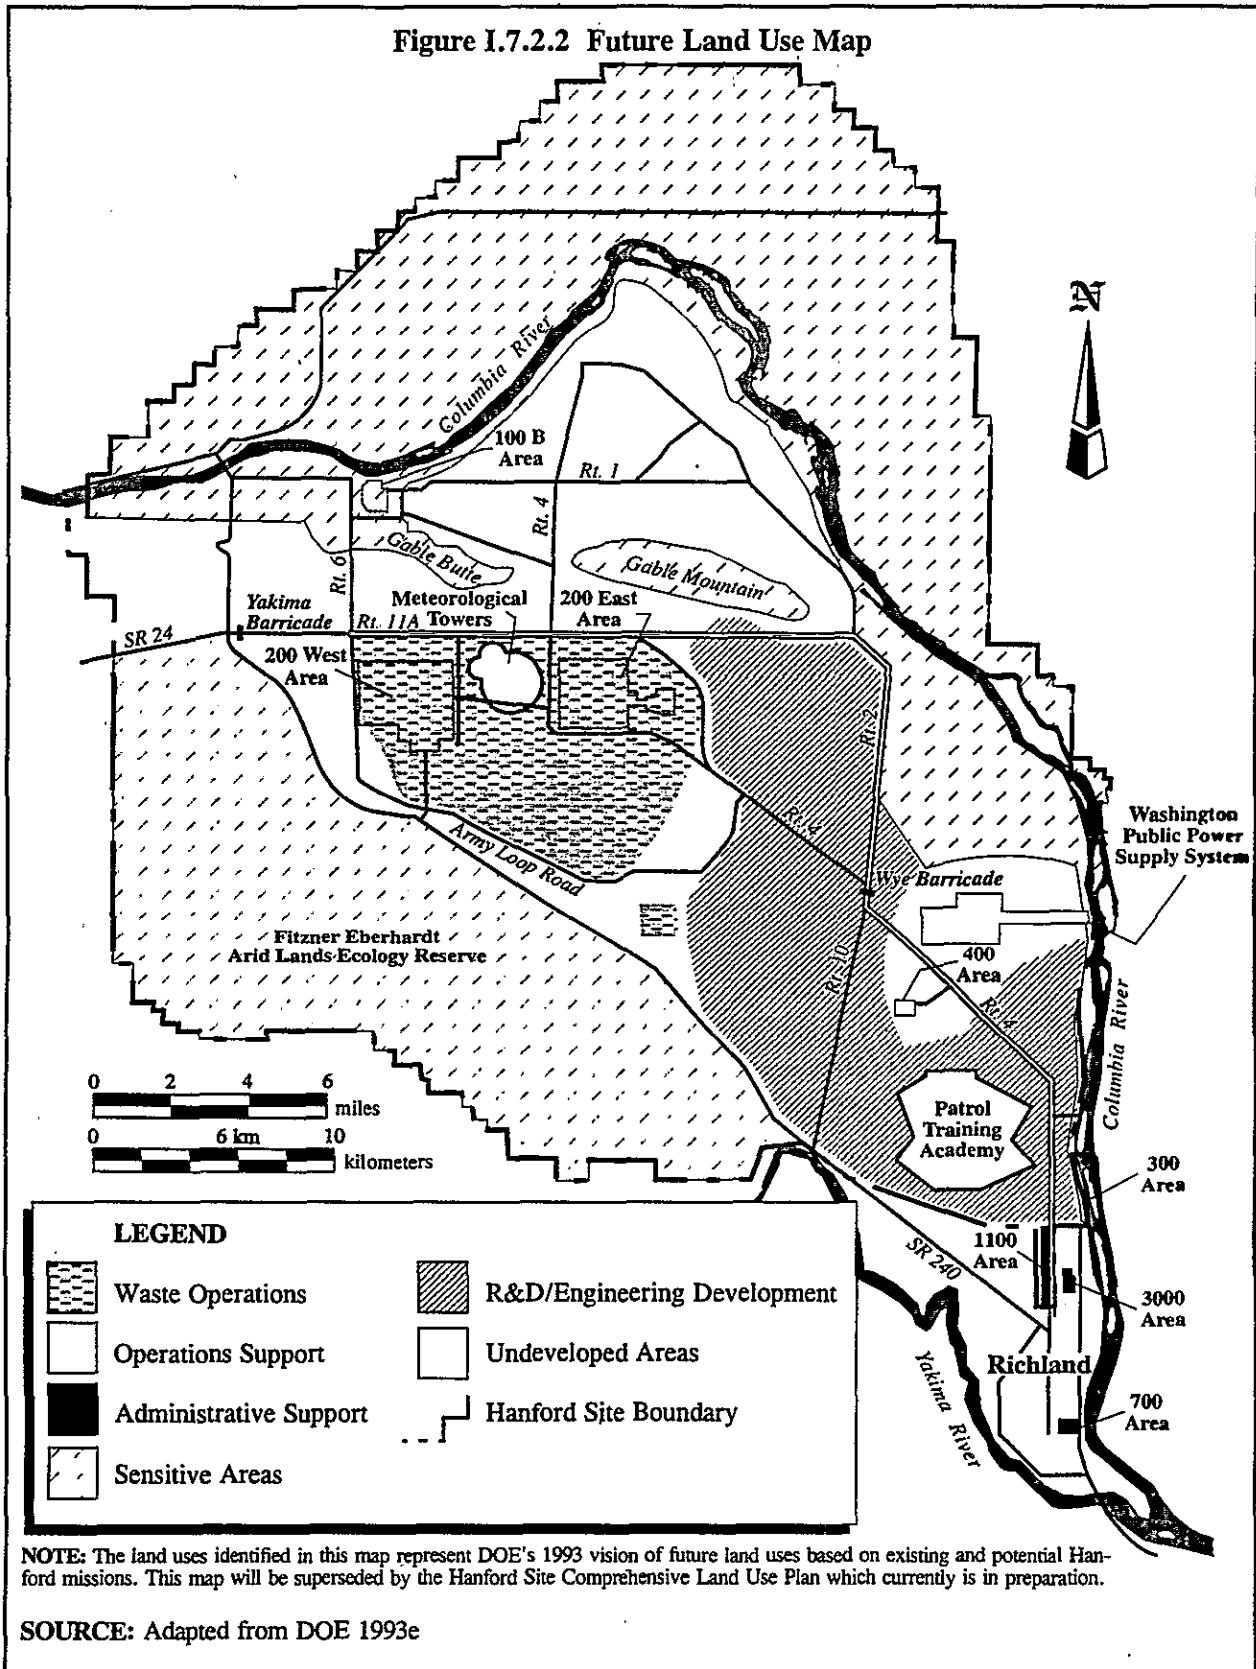 Figure I.7.2.2 Future Land Use Map
N
Columbia River
100 B
Area
Rt. 1
Rt. 4
Rt. 6
Gable Butte
Gable Mountain
Yakima
Barricade
Meteorological
Towers
200 East
Area
Rt. 11A
SR 24
200 West
Area
Rt. 2
Rt. 4
Army Loop Road
Washington
Public Power
Supply System
Wye Barricade
Fitzner Eberhardt
Arid Lands Ecology Reserve
Rt. 10
400
Area
Rt. 4
Columbia River
0 2 4 6
miles
0 6 km 10
kilometers
Patrol
Training
Academy
300
Area
1100
Area
SR 240
3000
Area
Richland
Yakima River
700
Area
LEGEND
Waste Operations
R&D/Engineering Development
Operations Support
Undeveloped Areas
Administrative Support
Hanford Site Boundary
Sensitive Areas
NOTE: The land uses identified in this map represent DOE's 1993 vision of future land uses based on existing and potential Han-
ford missions. This map will be superseded by the Hanford Site Comprehensive Land Use Plan which currently is in preparation.
SOURCE: Adapted from DOE 1993e